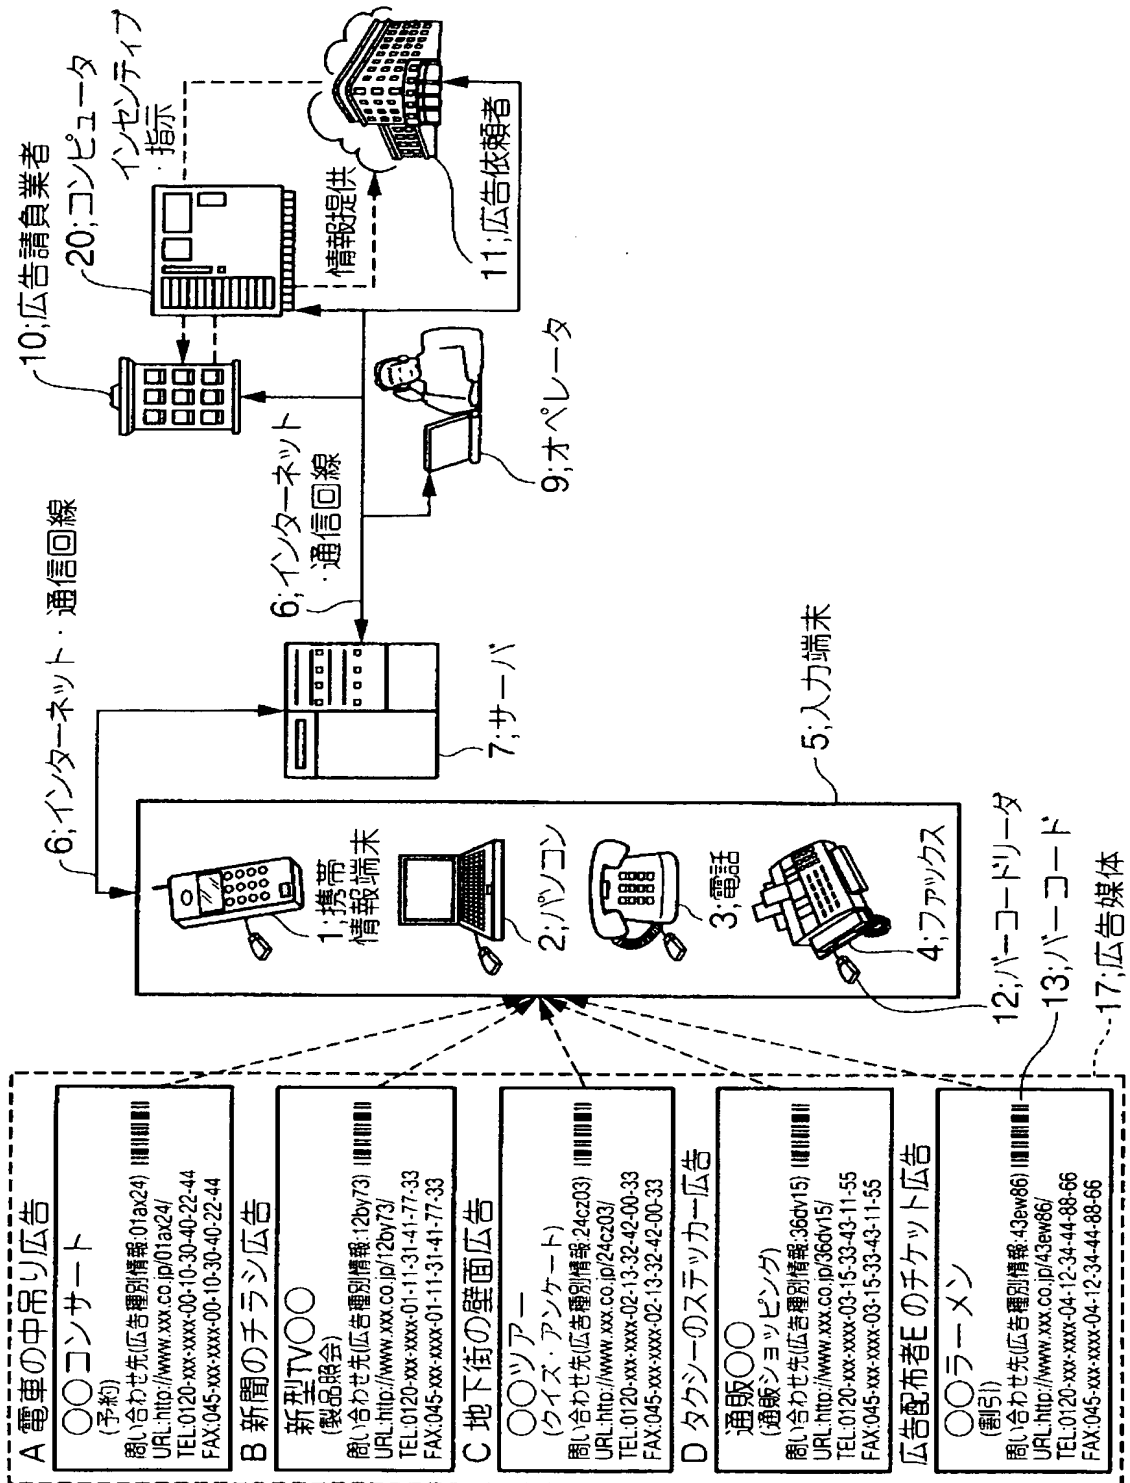 A 電車の中吊り広告
○○コンサート
(予約)
問い合わせ先(広告種別情報:01ax24)
URL:http://www.xxx.co.jp/01ax24/
TEL:0120-xxx-xxxx-00-10-30-40-22-44
FAX:045-xxx-xxxx-00-10-30-40-22-44
B 新聞のチラシ広告
新型TV○○
(製品照会)
問い合わせ先(広告種別情報:12by73)
URL:http://www.xxx.co.jp/12by73/
TEL:0120-xxx-xxxx-01-11-31-41-77-33
FAX:045-xxx-xxxx-01-11-31-41-77-33
C 地下街の壁面広告
○○ツアー
(クイズ・アンケート)
問い合わせ先(広告種別情報:24cz03)
URL:http://www.xxx.co.jp/24cz03/
TEL:0120-xxx-xxxx-02-13-32-42-00-33
FAX:045-xxx-xxxx-02-13-32-42-00-33
D タクシーのステッカー広告
通販○○
(通販ショッピング)
問い合わせ先(広告種別情報:36dv15)
URL:http://www.xxx.co.jp/36dv15/
TEL:0120-xxx-xxxx-03-15-33-43-11-55
FAX:045-xxx-xxxx-03-15-33-43-11-55
広告配布者Eのチケット広告
○○ラーメン
(割引)
問い合わせ先(広告種別情報:43ew86)
URL:http://www.xxx.co.jp/43ew86/
TEL:0120-xxx-xxxx-04-12-34-44-88-66
FAX:045-xxx-xxxx-04-12-34-44-88-66
17;広告媒体
13;バーコード
12;バーコードリーダ
1;携帯
情報端末
2;パソコン
3;電話
4;ファックス
5;入力端末
6;インターネット・通信回線
7;サーバ
6;インターネット
・通信回線
9;オペレータ
10;広告請負業者
20;コンピュータ
インセンティブ
・指示
情報提供
11;広告依頼者